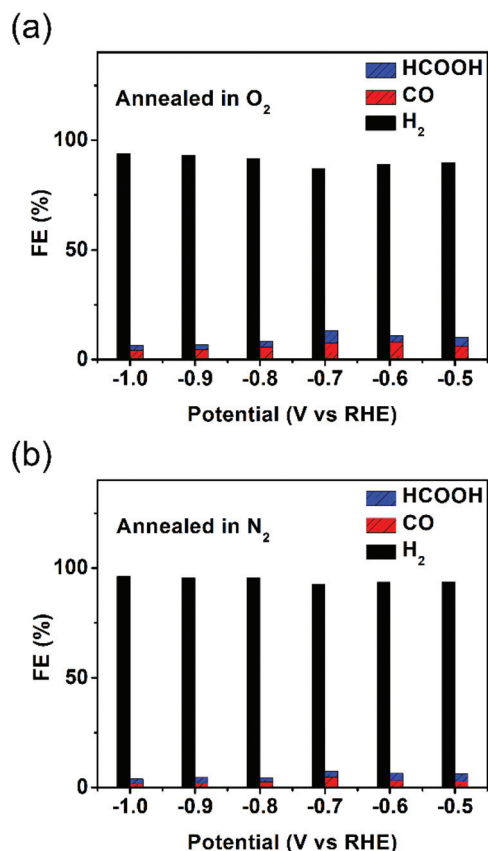 (a)
HCOOH
CO
H₂
Annealed in O₂
100
50
0
FE (%)
-1.0 -0.9 -0.8 -0.7 -0.6 -0.5
Potential (V vs RHE)
(b)
HCOOH
CO
H₂
Annealed in N₂
100
50
0
FE (%)
-1.0 -0.9 -0.8 -0.7 -0.6 -0.5
Potential (V vs RHE)